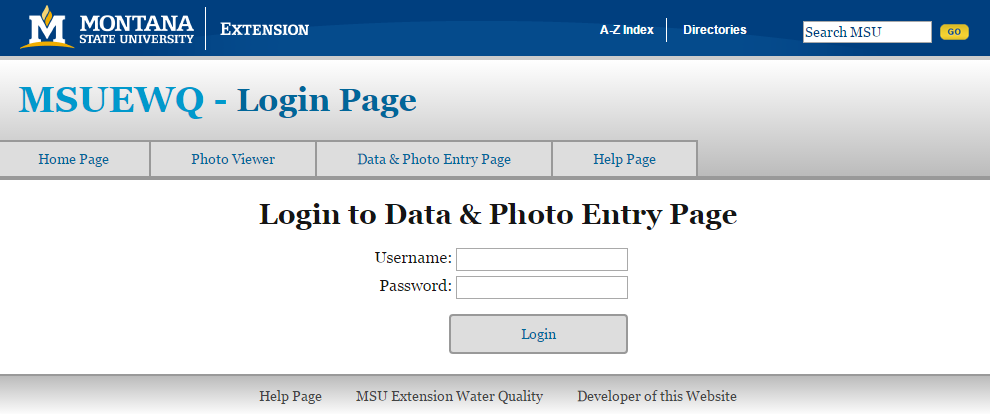 M MONTANA STATE UNIVERSITY EXTENSION A-Z Index Directories Search MSU GO
MSUEWQ - Login Page
Home Page Photo Viewer Data & Photo Entry Page Help Page
Login to Data & Photo Entry Page
Username:
Password:
Login
Help Page MSU Extension Water Quality Developer of this Website